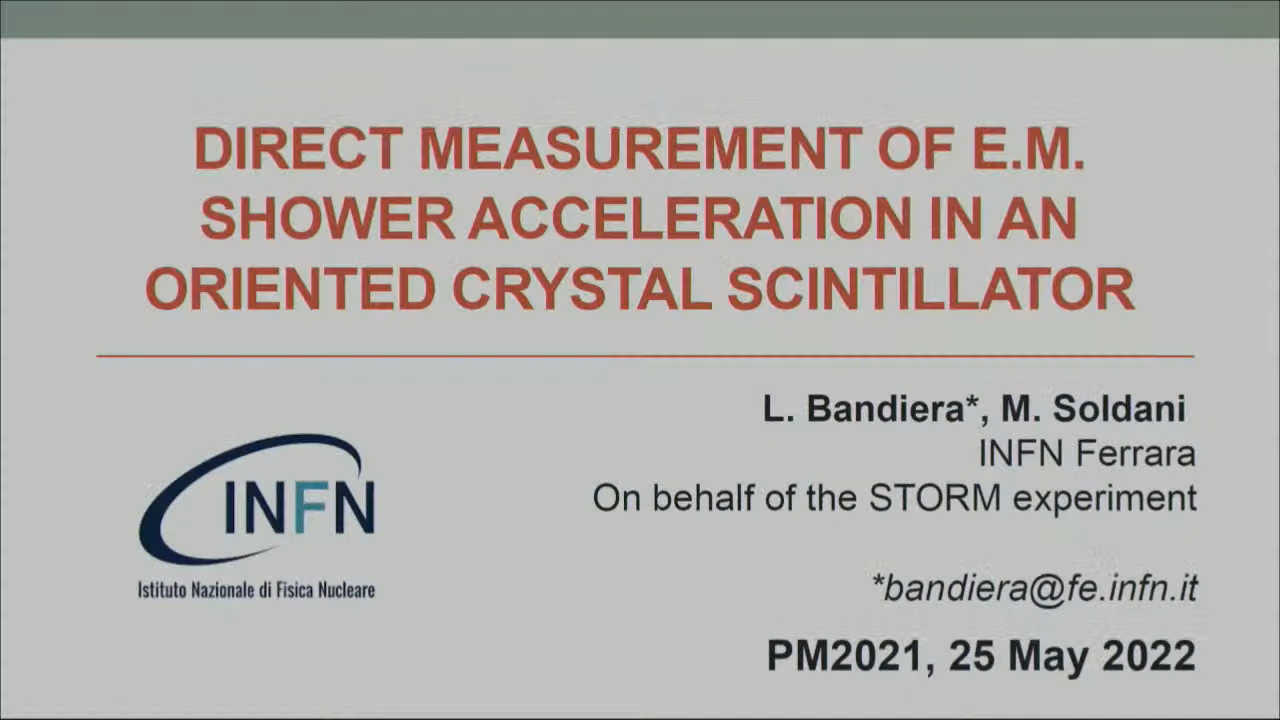 DIRECT MEASUREMENT OF E.M.
SHOWER ACCELERATION IN AN
ORIENTED CRYSTAL SCINTILLATOR
L. Bandiera*, M. Soldani
INFN Ferrara
On behalf of the STORM experiment
INFN
Istituto Nazionale di Fisica Nucleare
*bandiera@fe.infn.it
PM2021, 25 May 2022